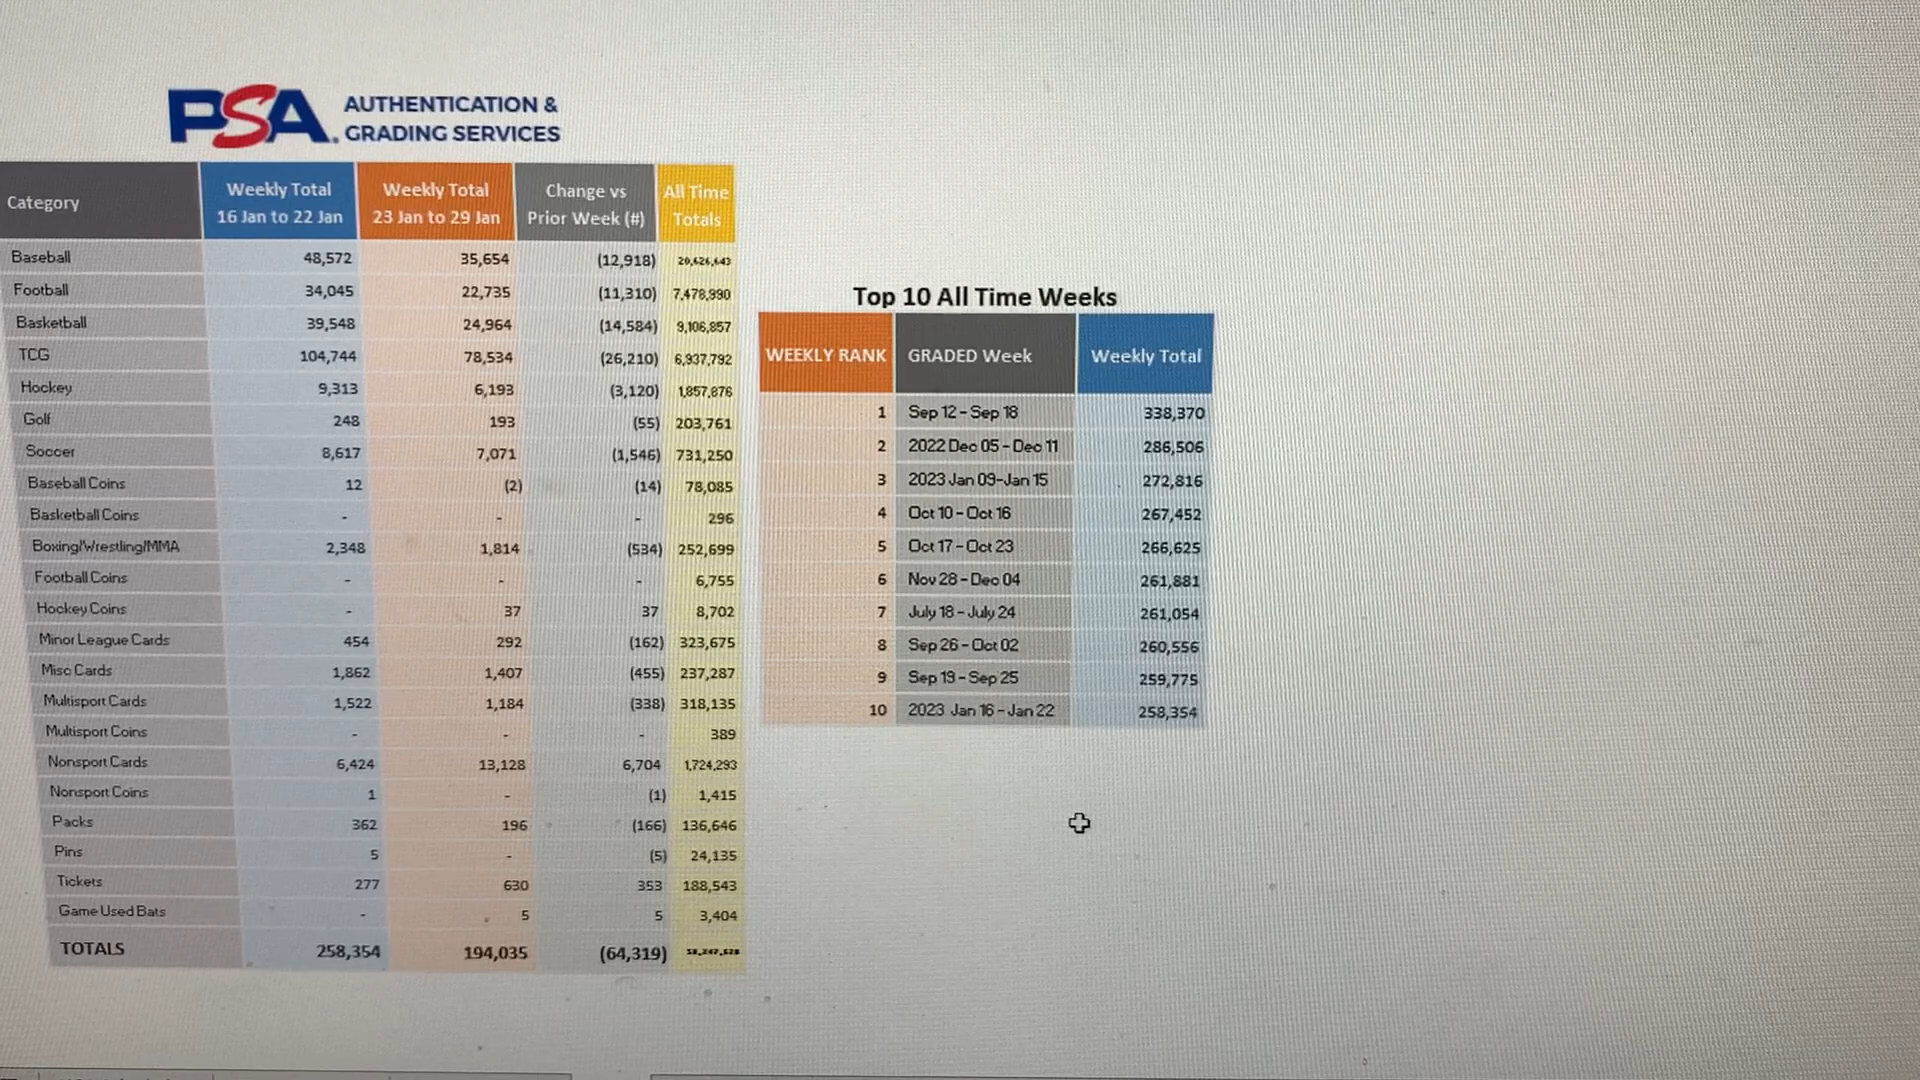 PSA AUTHENTICATION &
GRADING SERVICES
Category Weekly Total 16 Jan to 22 Jan Weekly Total 23 Jan to 29 Jan Change vs Prior Week (#) All Time Totals
Baseball 48,572 35,654 (12,918) 20,626,643
Football 34,045 22,735 (11,310) 7,478,990
Basketball 39,548 24,964 (14,584) 9,106,857
TCG 104,744 78,534 (26,210) 6,937,792
Hockey 9,313 6,193 (3,120) 1,857,876
Golf 248 193 (55) 203,761
Soccer 8,617 7,071 (1,546) 731,250
Baseball Coins 12 (2) (14) 78,085
Basketball Coins - - - 296
Boxing/Wrestling/MMA 2,348 1,814 (534) 252,699
Football Coins - - - 6,755
Hockey Coins - 37 37 8,702
Minor League Cards 454 292 (162) 323,675
Misc Cards 1,862 1,407 (455) 237,287
Multisport Cards 1,522 1,184 (338) 318,135
Multisport Coins - - - 389
Nonsport Cards 6,424 13,128 6,704 1,724,293
Nonsport Coins 1 - (1) 1,415
Packs 362 196 (166) 136,646
Pins 5 - (5) 24,135
Tickets 277 630 353 188,543
Game Used Bats - 5 5 3,404
TOTALS 258,354 194,035 (64,319)
Top 10 All Time Weeks
WEEKLY RANK GRADED Week Weekly Total
1 Sep 12 - Sep 18 338,370
2 2022 Dec 05 - Dec 11 286,506
3 2023 Jan 09-Jan 15 272,816
4 Oct 10 - Oct 16 267,452
5 Oct 17 - Oct 23 266,625
6 Nov 28 - Dec 04 261,881
7 July 18 - July 24 261,054
8 Sep 26 - Oct 02 260,556
9 Sep 19 - Sep 25 259,775
10 2023 Jan 16 - Jan 22 258,354